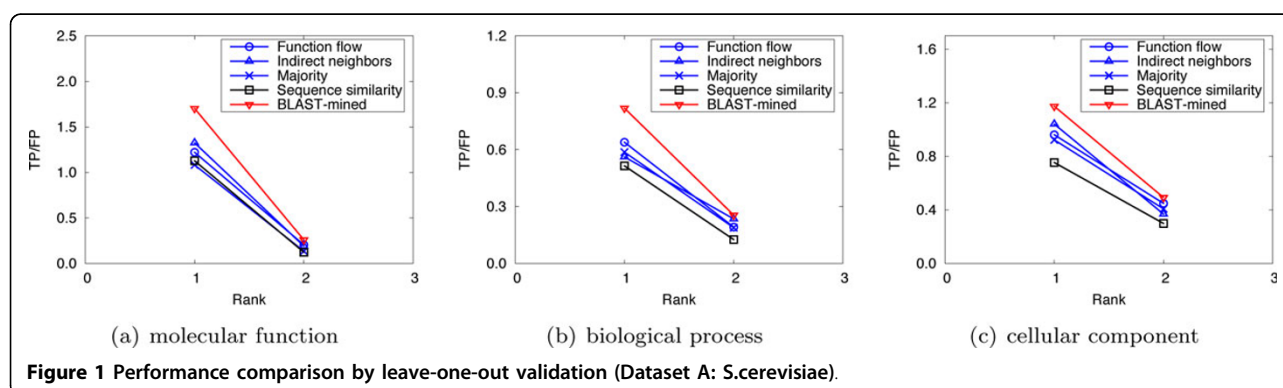 2.5
2.0
1.5
1.0
0.5
0.0
TP/FP
0
1
2
3
Rank
Function flow
Indirect neighbors
Majority
Sequence similarity
BLAST-mined
(a) molecular function
1.2
0.9
0.6
0.3
0.0
TP/FP
0
1
2
3
Rank
Function flow
Indirect neighbors
Majority
Sequence similarity
BLAST-mined
(b) biological process
1.6
1.2
0.8
0.4
0.0
TP/FP
0
1
2
3
Rank
Function flow
Indirect neighbors
Majority
Sequence similarity
BLAST-mined
(c) cellular component
Figure 1 Performance comparison by leave-one-out validation (Dataset A: S.cerevisiae).